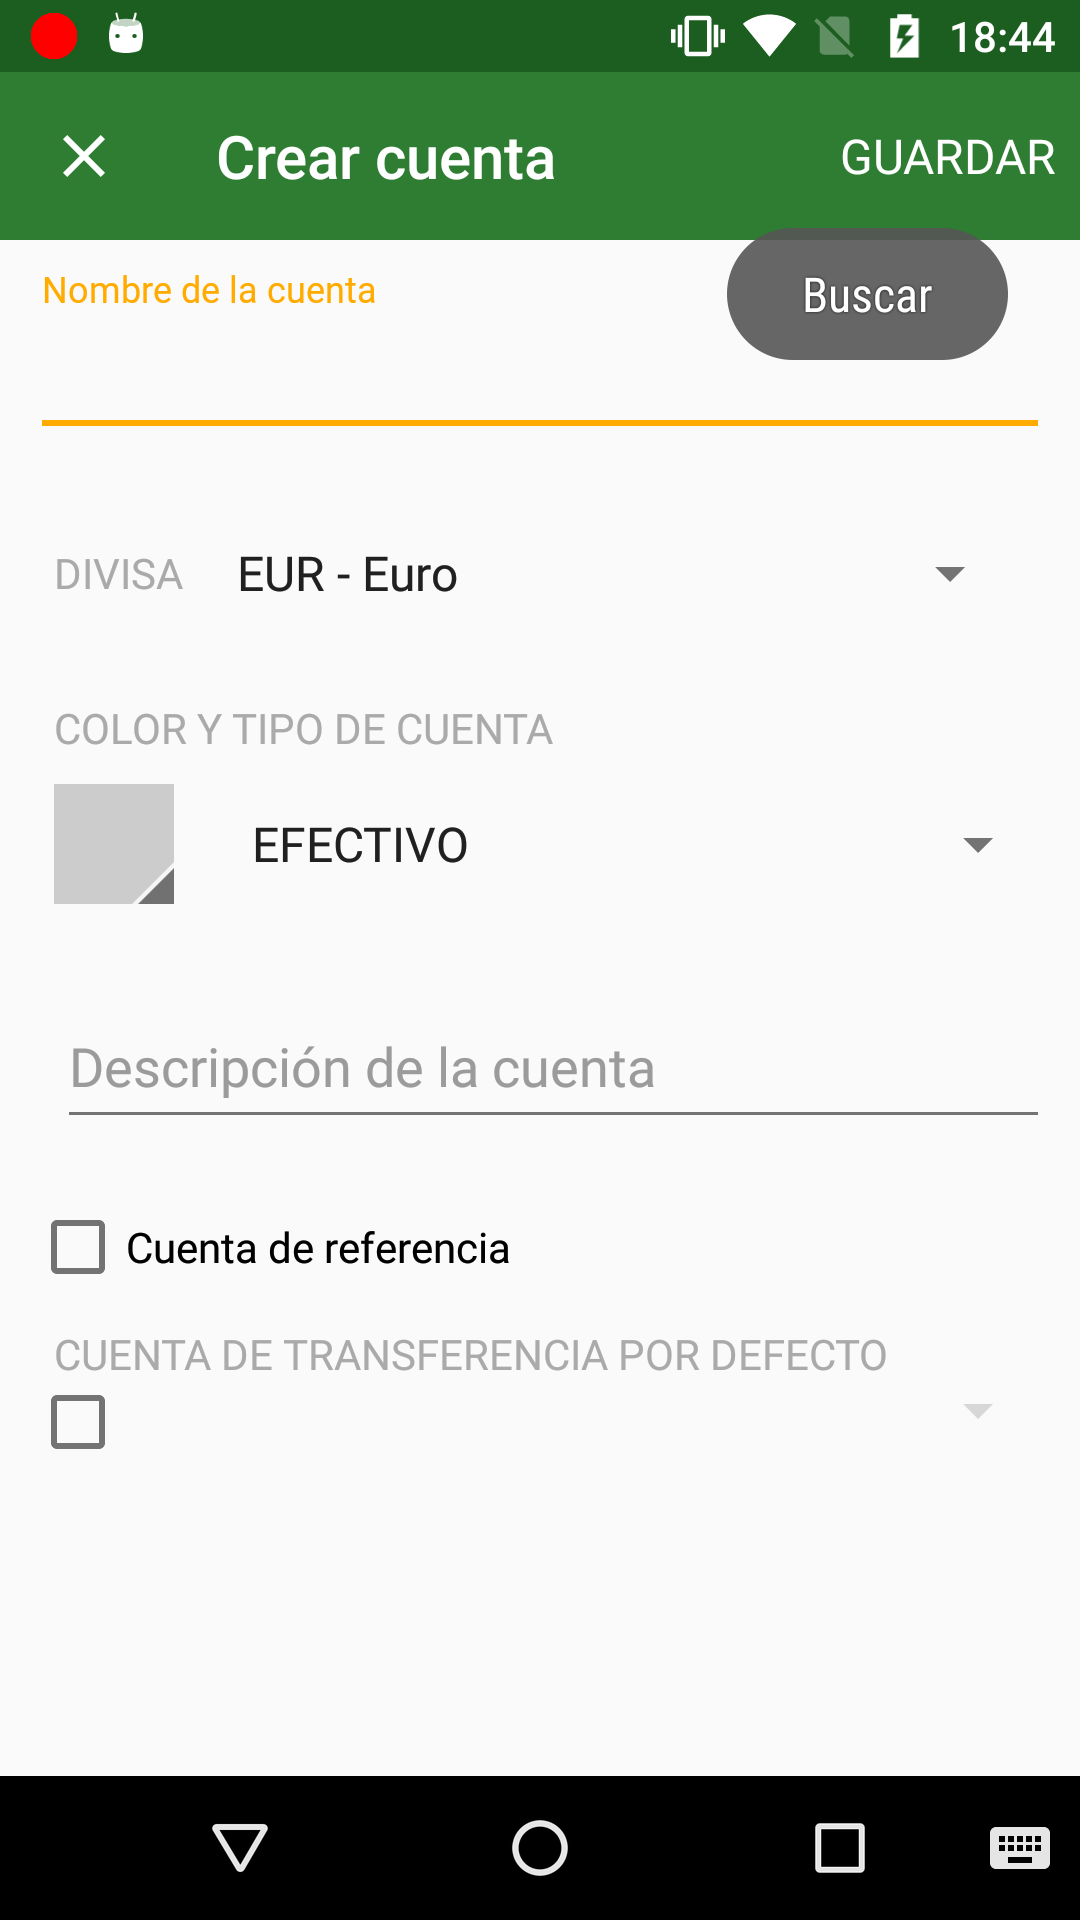 18:44
Crear cuenta
GUARDAR
Nombre de la cuenta
Buscar
DIVISA EUR - Euro
COLOR Y TIPO DE CUENTA
EFECTIVO
Descripción de la cuenta
Cuenta de referencia
CUENTA DE TRANSFERENCIA POR DEFECTO